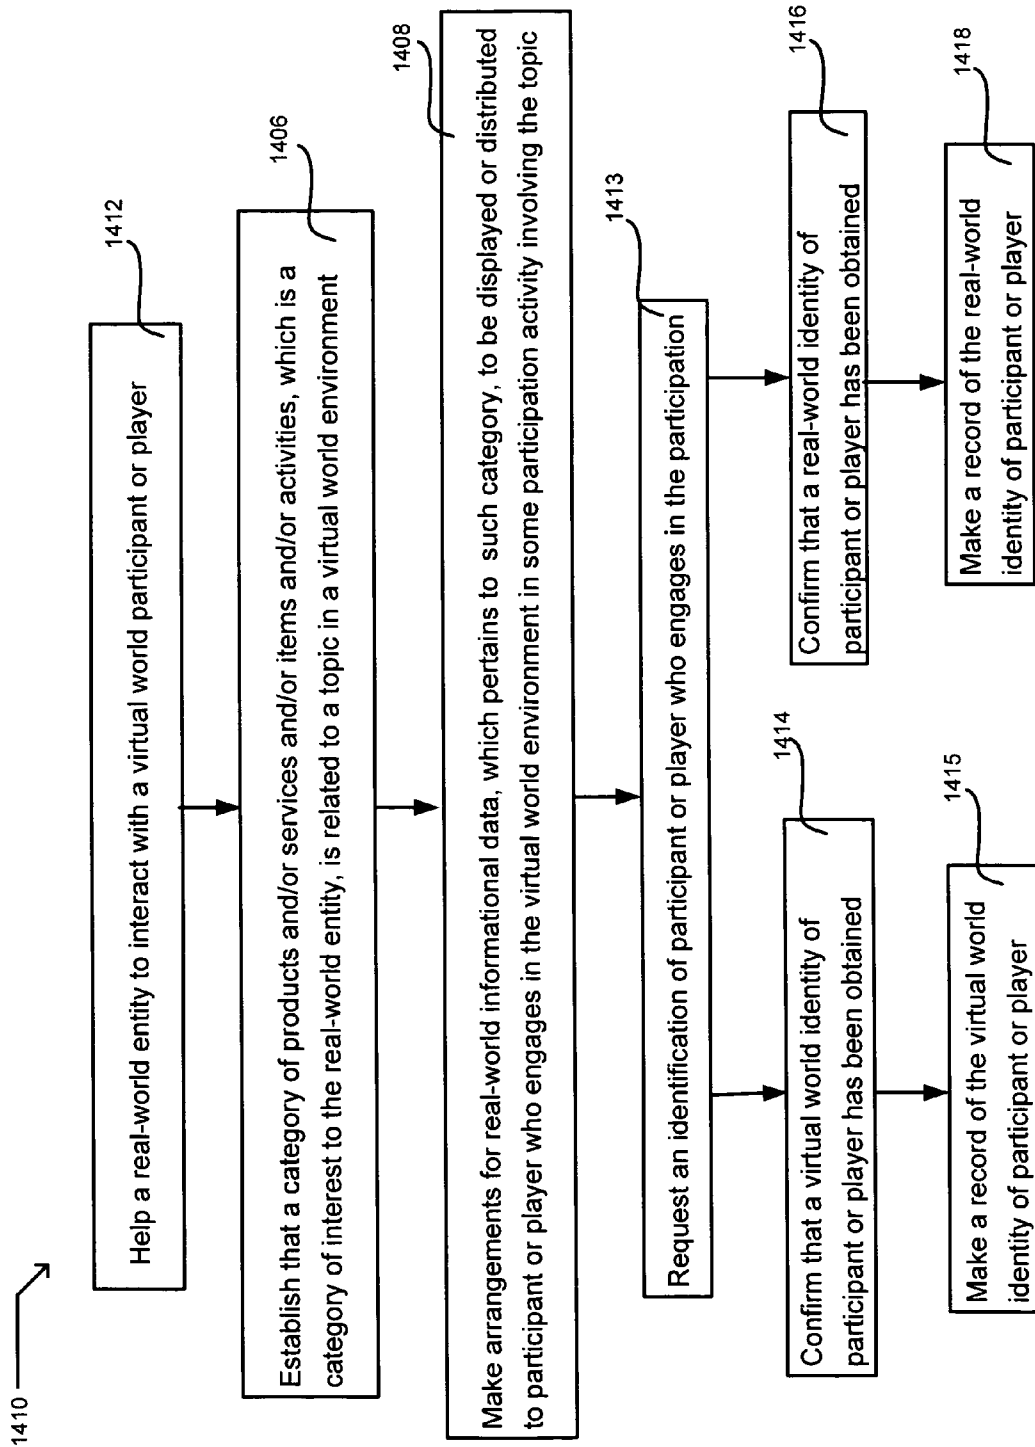 1410
1412
Help a real-world entity to interact with a virtual world participant or player
1406
Establish that a category of products and/or services and/or items and/or activities, which is a
category of interest to the real-world entity, is related to a topic in a virtual world environment
1408
Make arrangements for real-world informational data, which pertains to such category, to be displayed or distributed
to participant or player who engages in the virtual world environment in some participation activity involving the topic
1413
Request an identification of participant or player who engages in the participation
1414
Confirm that a virtual world identity of
participant or player has been obtained
1416
Confirm that a real-world identity of
participant or player has been obtained
1415
Make a record of the virtual world
identity of participant or player
1418
Make a record of the real-world
identity of participant or player